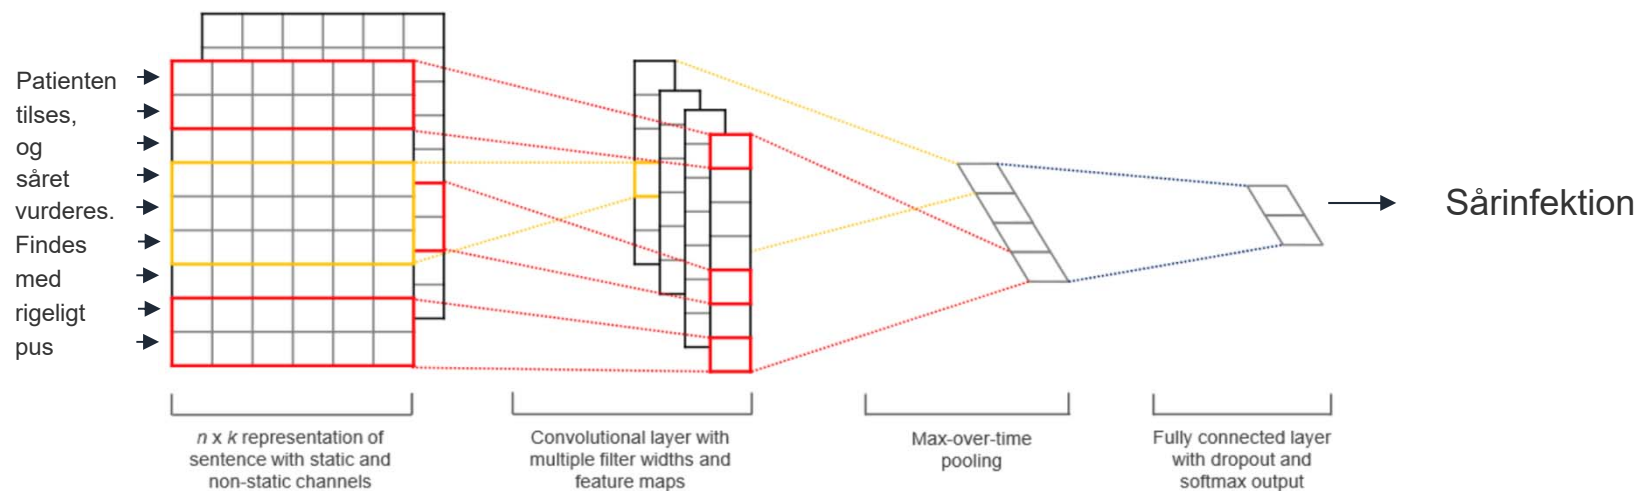 Patienten
tilses,
og
såret
vurderes.
Findes
med
rigeligt
pus
Sårinfektion
n x k representation of
sentence with static and
non-static channels
Convolutional layer with
multiple filter widths and
feature maps
Max-over-time
pooling
Fully connected layer
with dropout and
softmax output